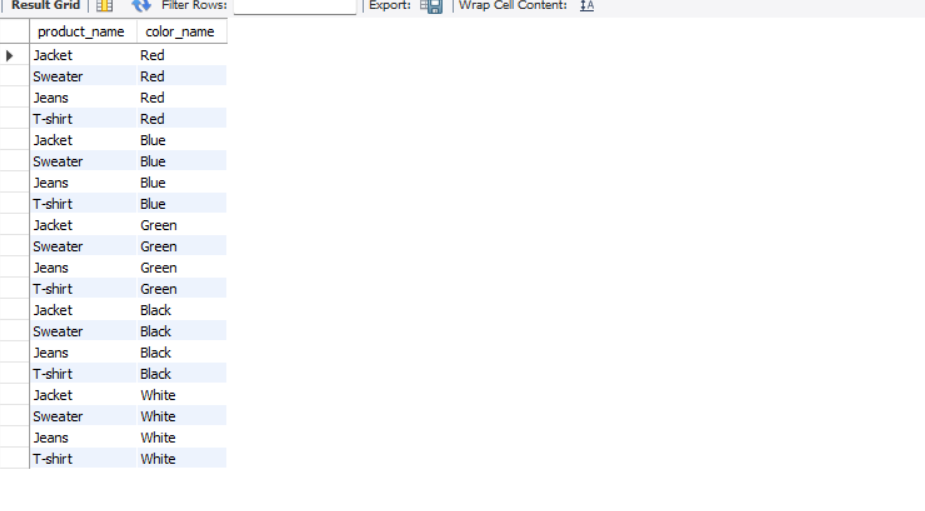 Result Grid Filter Rows: Export: Wrap Cell Content: IA
product_name color_name
Jacket Red
Sweater Red
Jeans Red
T-shirt Red
Jacket Blue
Sweater Blue
Jeans Blue
T-shirt Blue
Jacket Green
Sweater Green
Jeans Green
T-shirt Green
Jacket Black
Sweater Black
Jeans Black
T-shirt Black
Jacket White
Sweater White
Jeans White
T-shirt White